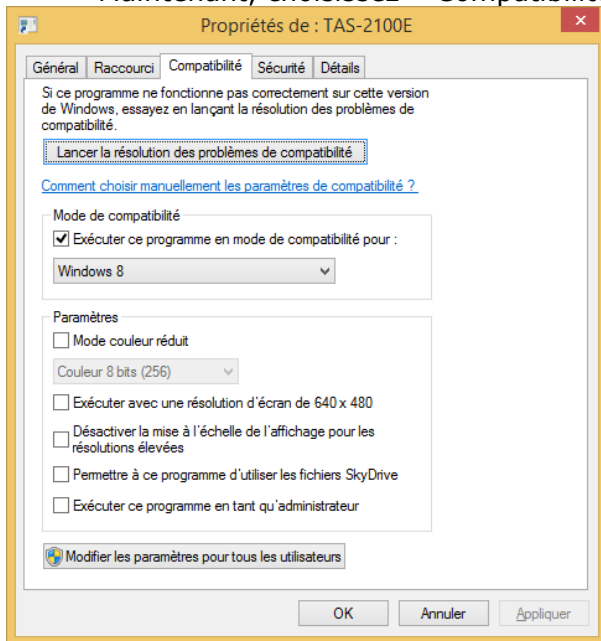 Maintenant, choisissez « Compatibili
Propriétés de : TAS-2100E
Général Raccourci Compatibilité Sécurité Détails
Si ce programme ne fonctionne pas correctement sur cette version
de Windows, essayez en lançant la résolution des problèmes de
compatibilité.
Lancer la résolution des problèmes de compatibilité
Comment choisir manuellement les paramètres de compatibilité ?
Mode de compatibilité
Exécuter ce programme en mode de compatibilité pour :
Windows 8
Paramètres
Mode couleur réduit
Couleur 8 bits (256)
Exécuter avec une résolution d'écran de 640 x 480
Désactiver la mise à l'échelle de l'affichage pour les
résolutions élevées
Permettre à ce programme d'utiliser les fichiers SkyDrive
Exécuter ce programme en tant qu'administrateur
Modifier les paramètres pour tous les utilisateurs
OK Annuler Appliquer